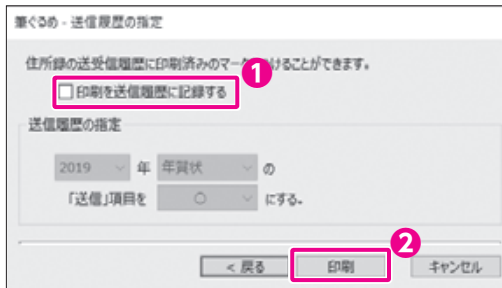 筆ぐるめ - 送信履歴の指定
住所録の送受信履歴に印刷済みのマークつけることができます。
1
印刷を送信履歴に記録する
送信履歴の指定
2019 年 年賀状 の
「送信」項目を ○ にする。
2
< 戻る 印刷 キャンセル